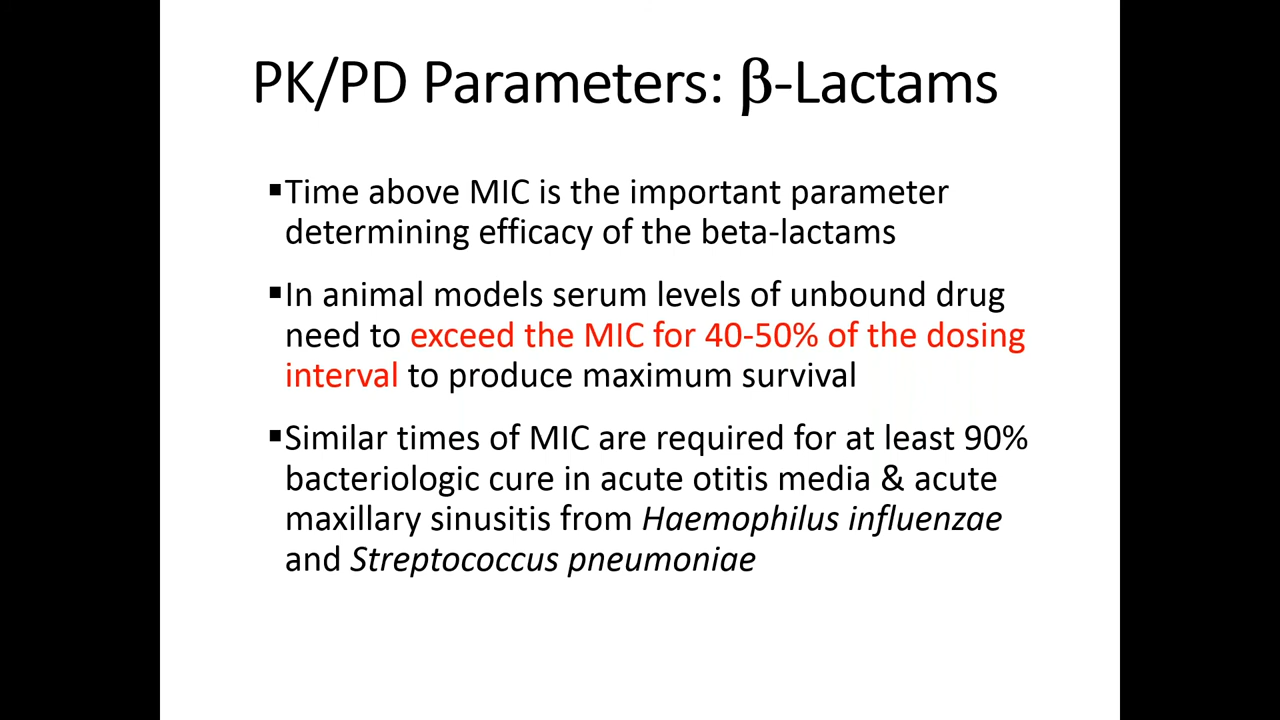 PK/PD Parameters: β-Lactams
▪Time above MIC is the important parameter
determining efficacy of the beta-lactams
▪In animal models serum levels of unbound drug
need to exceed the MIC for 40-50% of the dosing
interval to produce maximum survival
▪Similar times of MIC are required for at least 90%
bacteriologic cure in acute otitis media & acute
maxillary sinusitis from Haemophilus influenzae
and Streptococcus pneumoniae